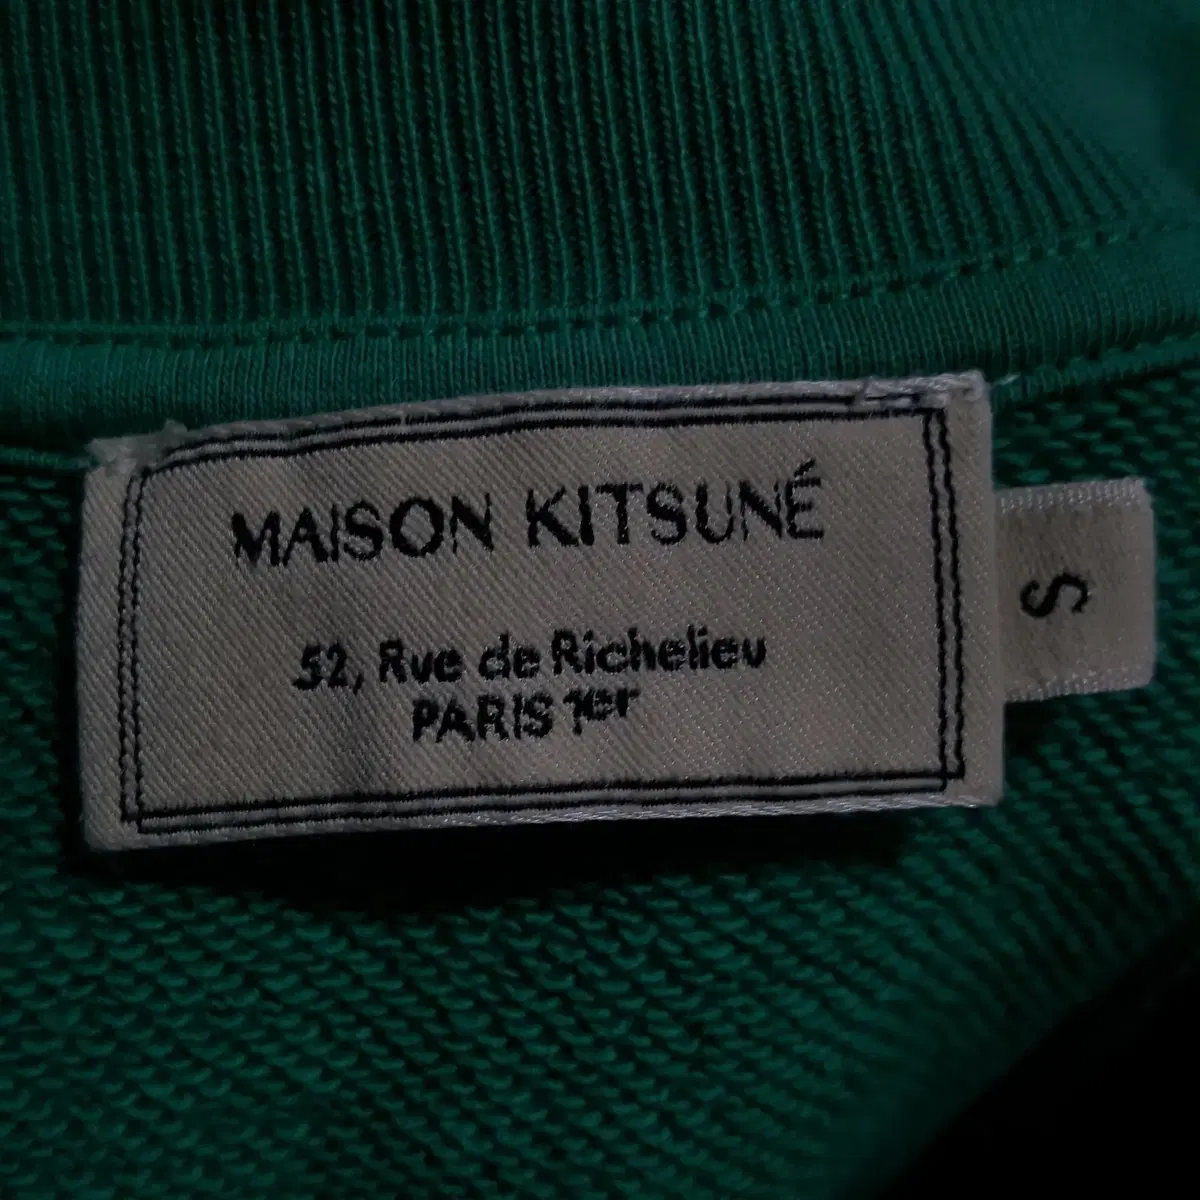 MAISON KITSUNÉ
52, Rue de Richelieu
PARIS 1er
S